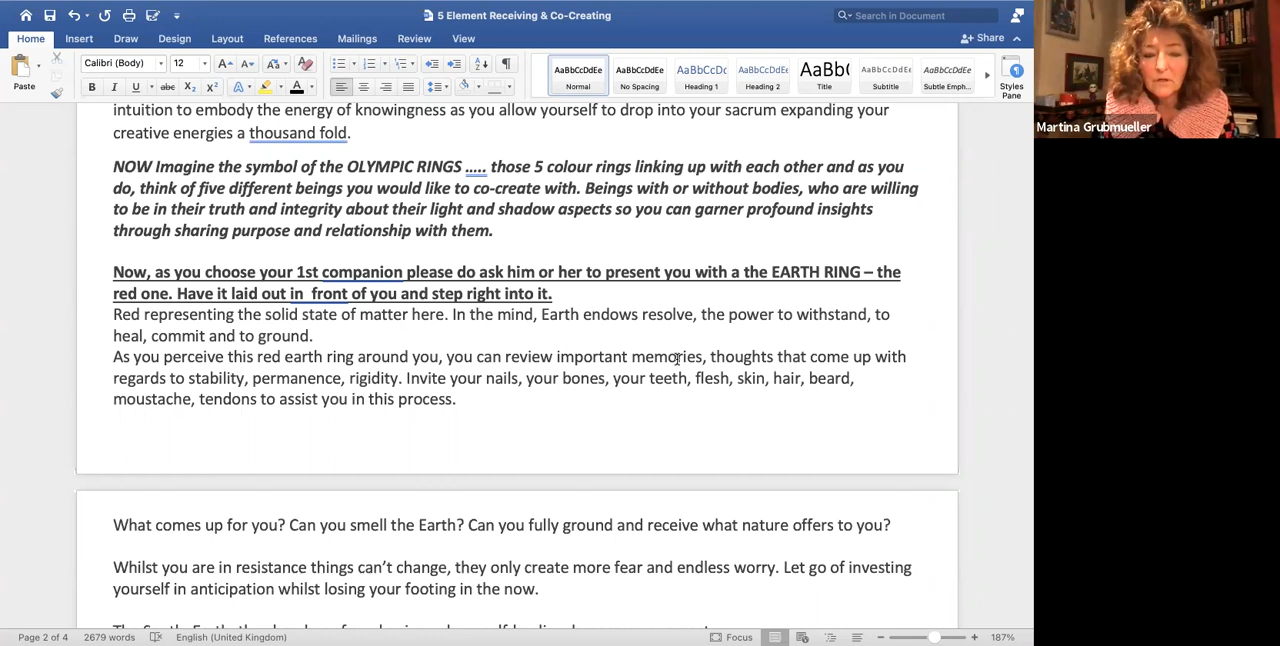 5 Element Receiving & Co-Creating
Search in Document
Home Insert Draw Design Layout References Mailings Review View
Share
Paste
Calibri (Body) 12
AaBbCcDdEe AaBbCcDdEe AaBbCcDc AaBbCcDdEe AaBb( AaBbCcDdEe AaBbCcDdEe
Normal No Spacing Heading 1 Heading 2 Title Subtitle Subtle Emph...
Styles
Pane
intuition to embody the energy of knowingness as you allow yourself to drop into your sacrum expanding your
creative energies a thousand fold.
NOW Imagine the symbol of the OLYMPIC RINGS ..... those 5 colour rings linking up with each other and as you
do, think of five different beings you would like to co-create with. Beings with or without bodies, who are willing
to be in their truth and integrity about their light and shadow aspects so you can garner profound insights
through sharing purpose and relationship with them.
Now, as you choose your 1st companion please do ask him or her to present you with a the EARTH RING – the
red one. Have it laid out in front of you and step right into it.
Red representing the solid state of matter here. In the mind, Earth endows resolve, the power to withstand, to
heal, commit and to ground.
As you perceive this red earth ring around you, you can review important memories, thoughts that come up with
regards to stability, permanence, rigidity. Invite your nails, your bones, your teeth, flesh, skin, hair, beard,
moustache, tendons to assist you in this process.
What comes up for you? Can you smell the Earth? Can you fully ground and receive what nature offers to you?
Whilst you are in resistance things can't change, they only create more fear and endless worry. Let go of investing
yourself in anticipation whilst losing your footing in the now.
Page 2 of 4 2679 words English (United Kingdom) Focus 187%
Martina Grubmueller